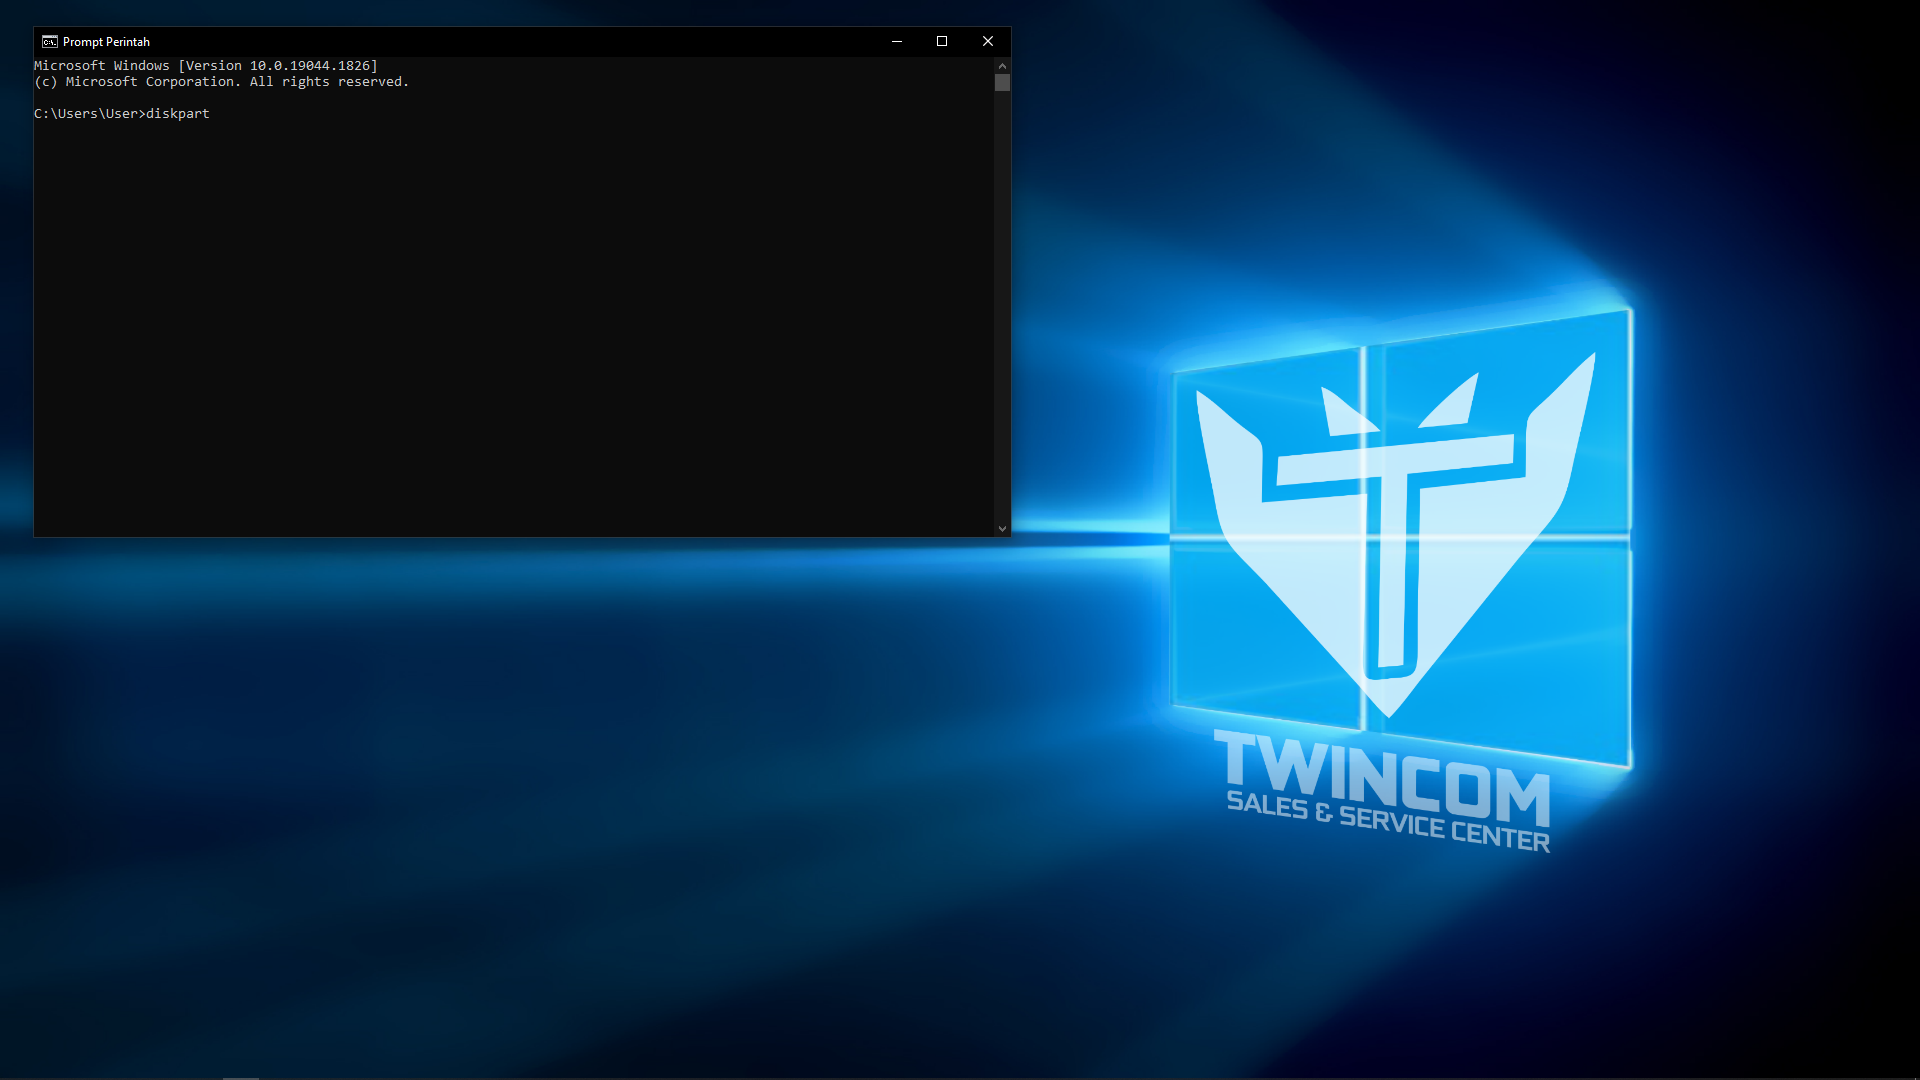 Prompt Perintah
Microsoft Windows [Version 10.0.19044.1826]
(c) Microsoft Corporation. All rights reserved.
C:\Users\User>diskpart
TWINCOM
SALES & SERVICE CENTER